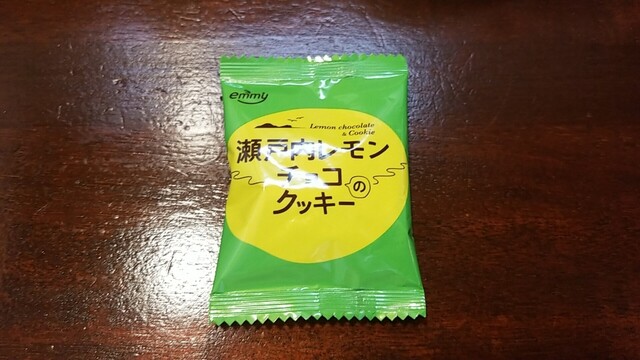 emmy
Lemon chocolate
& Cookie
瀬戸内レモン
チョコの
クッキー